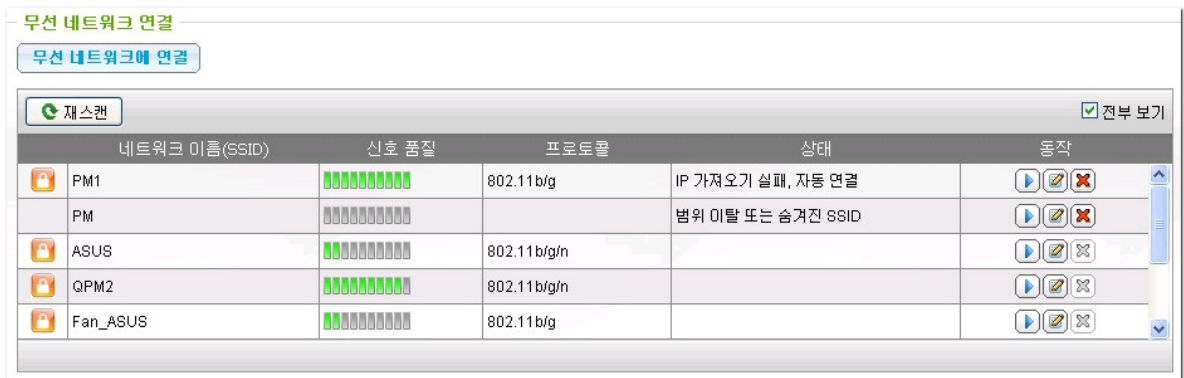 무선 네트워크 연결
무선 네트워크에 연결
재스캔 전부 보기
네트워크 이름(SSID) 신호 품질 프로토콜 상태 동작
PM1 802.11b/g IP 가져오기 실패, 자동 연결
PM 범위 이탈 또는 숨겨진 SSID
ASUS 802.11b/g/n
QPM2 802.11b/g/n
Fan_ASUS 802.11b/g